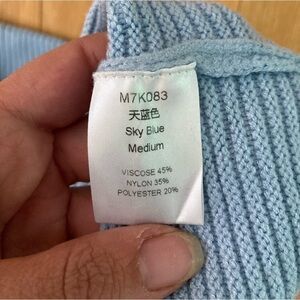 M7K083
天蓝色
Sky Blue
Medium
VISCOSE 45%
NYLON 35%
POLYESTER 20%